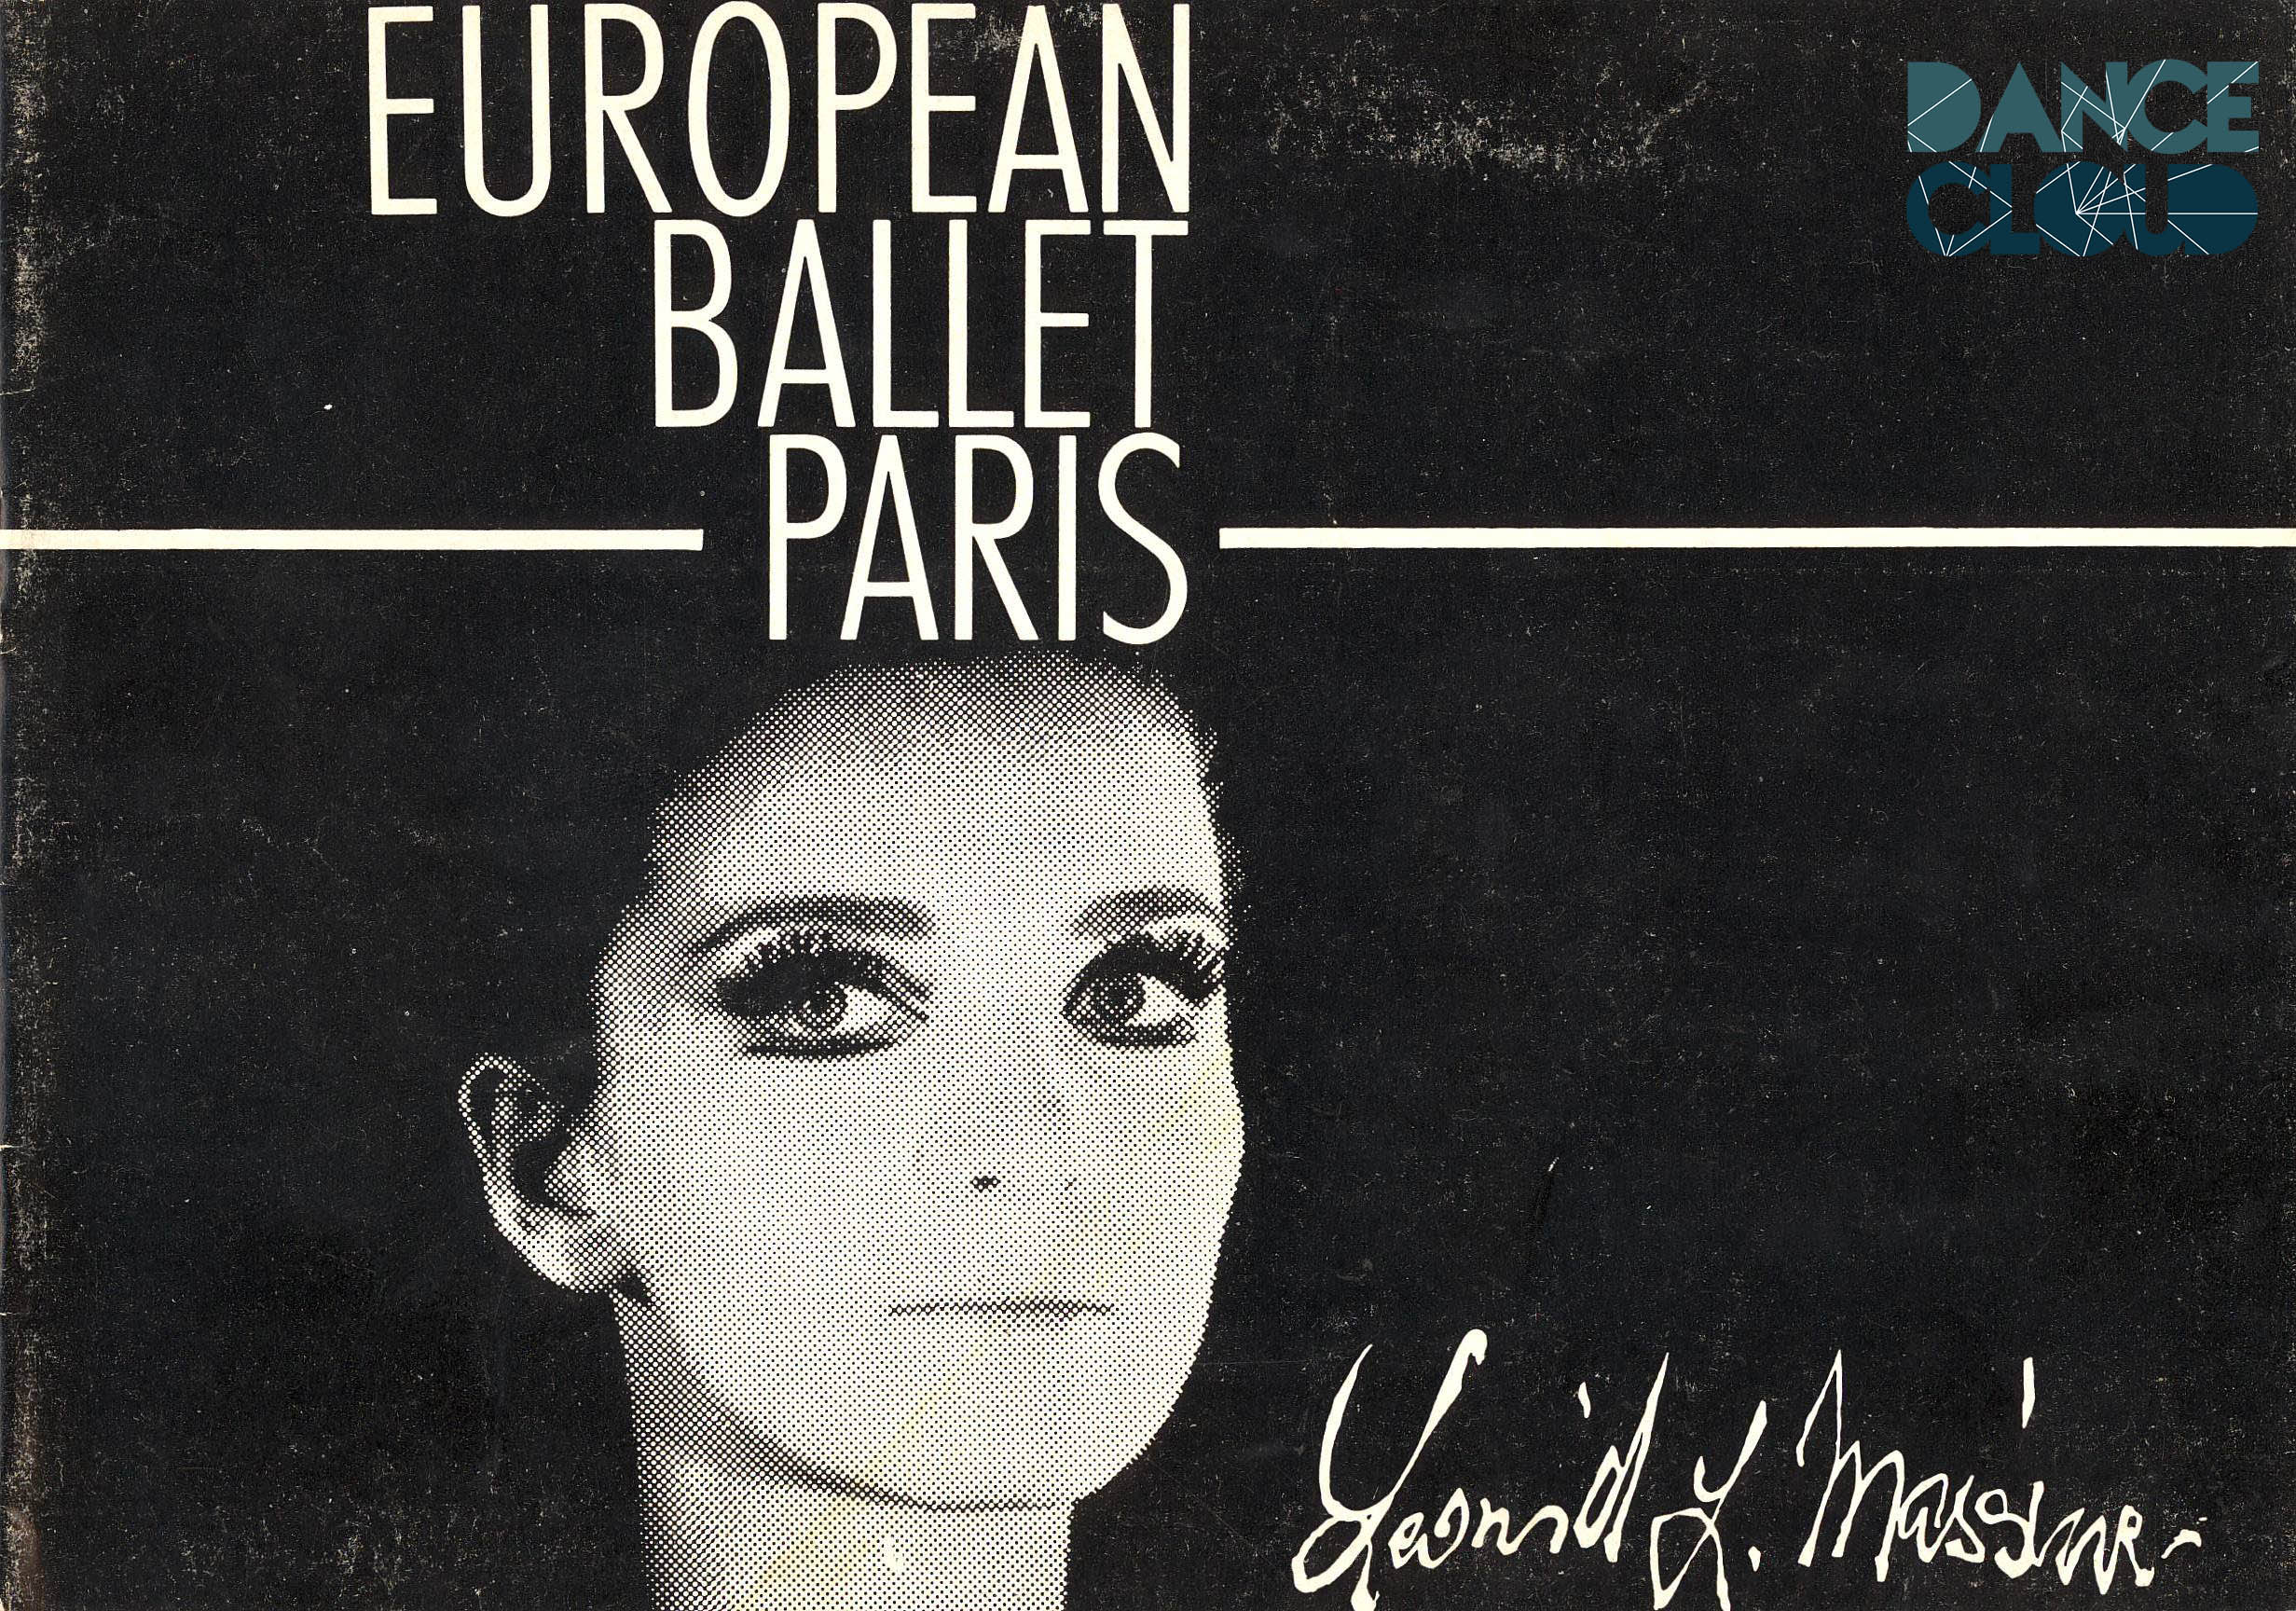 EUROPEAN
BALLET
PARIS
DANCE
CLOUD
Leonid L. Massine